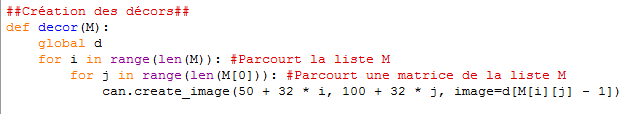 ##Création des décors##
def decor(M):
    global d
    for i in range(len(M)): #Parcourt la liste M
        for j in range(len(M[0])): #Parcourt une matrice de la liste M
            can.create_image(50 + 32 * i, 100 + 32 * j, image=d[M[i][j] - 1])